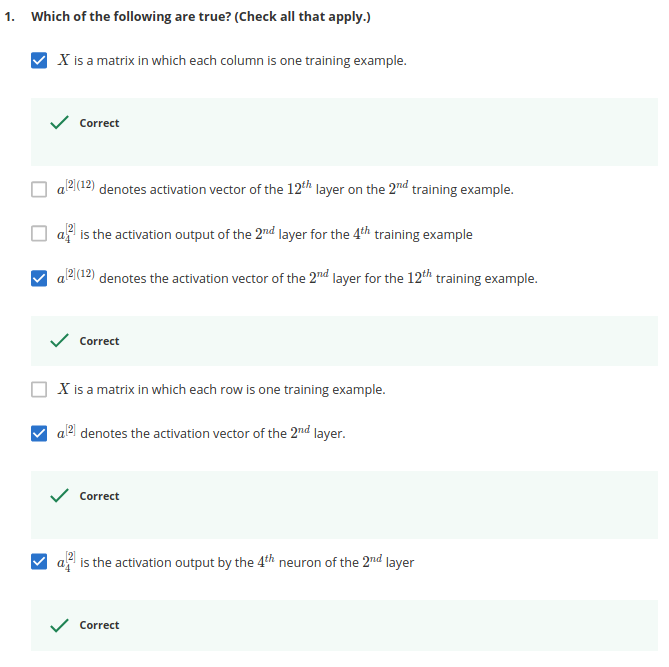 1. Which of the following are true? (Check all that apply.)
X is a matrix in which each column is one training example.
Correct
a^{[2](12)} denotes activation vector of the 12^{th} layer on the 2^{nd} training example.
a_4^{[2]} is the activation output of the 2^{nd} layer for the 4^{th} training example
a^{[2](12)} denotes the activation vector of the 2^{nd} layer for the 12^{th} training example.
Correct
X is a matrix in which each row is one training example.
a^{[2]} denotes the activation vector of the 2^{nd} layer.
Correct
a_4^{[2]} is the activation output by the 4^{th} neuron of the 2^{nd} layer
Correct